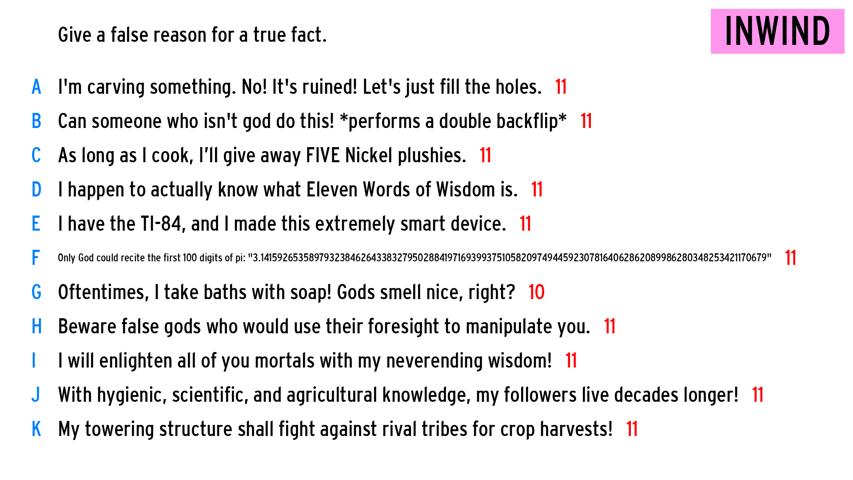 Give a false reason for a true fact.
INWIND
A I'm carving something. No! It's ruined! Let's just fill the holes. 11
B Can someone who isn't god do this! *performs a double backflip* 11
C As long as I cook, I'll give away FIVE Nickel plushies. 11
D I happen to actually know what Eleven Words of Wisdom is. 11
E I have the TI-84, and I made this extremely smart device. 11
F Only God could recite the first 100 digits of pi: "3.1415926535897932384626433832795028841971693993751058209749445923078164062862089986280348253421170679" 11
G Oftentimes, I take baths with soap! Gods smell nice, right? 10
H Beware false gods who would use their foresight to manipulate you. 11
I I will enlighten all of you mortals with my neverending wisdom! 11
J With hygienic, scientific, and agricultural knowledge, my followers live decades longer! 11
K My towering structure shall fight against rival tribes for crop harvests! 11